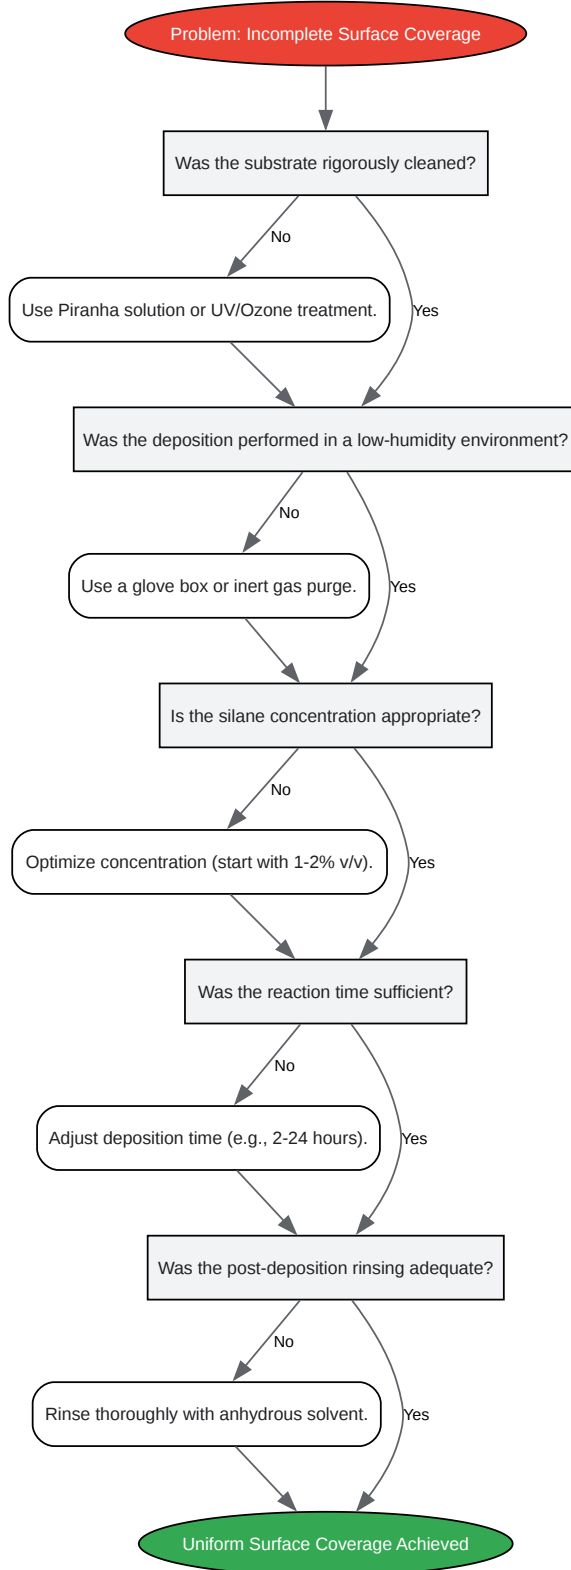 Problem: Incomplete Surface Coverage
Was the substrate rigorously cleaned?
No
Use Piranha solution or UV/Ozone treatment.
Yes
Was the deposition performed in a low-humidity environment?
No
Use a glove box or inert gas purge.
Yes
Is the silane concentration appropriate?
No
Optimize concentration (start with 1-2% v/v).
Yes
Was the reaction time sufficient?
No
Adjust deposition time (e.g., 2-24 hours).
Yes
Was the post-deposition rinsing adequate?
No
Rinse thoroughly with anhydrous solvent.
Yes
Uniform Surface Coverage Achieved